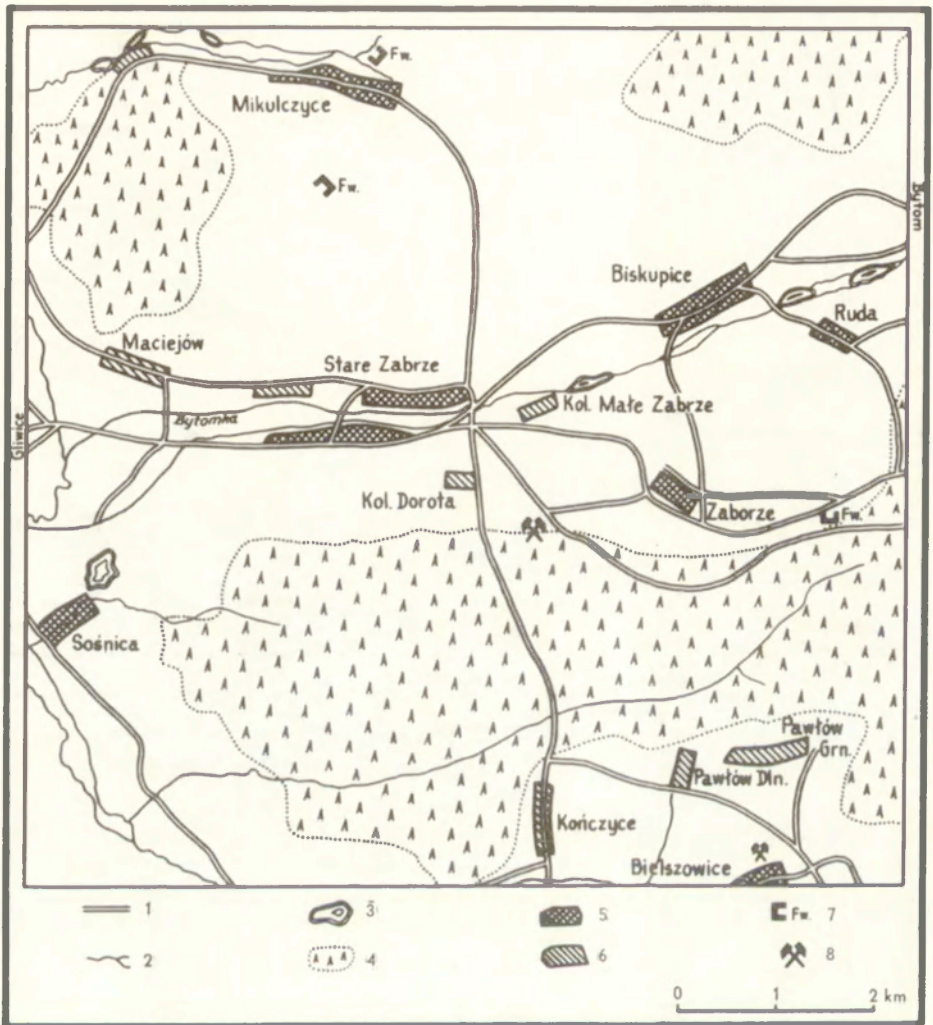 Fw.
Mikulczyce
Fw.
Bytom
Biskupice
Ruda
Maciejów
Stare Zabrze
Kol. Małe Zabrze
Bytomka
Gliwice
Kol. Dorota
Zaborze
Fw.
Sośnica
Pawłów
Grn.
Pawłów Dln.
Kończyce
Bielszowice
1
3
5
Fw. 7
2
4
6
8
0 1 2 km